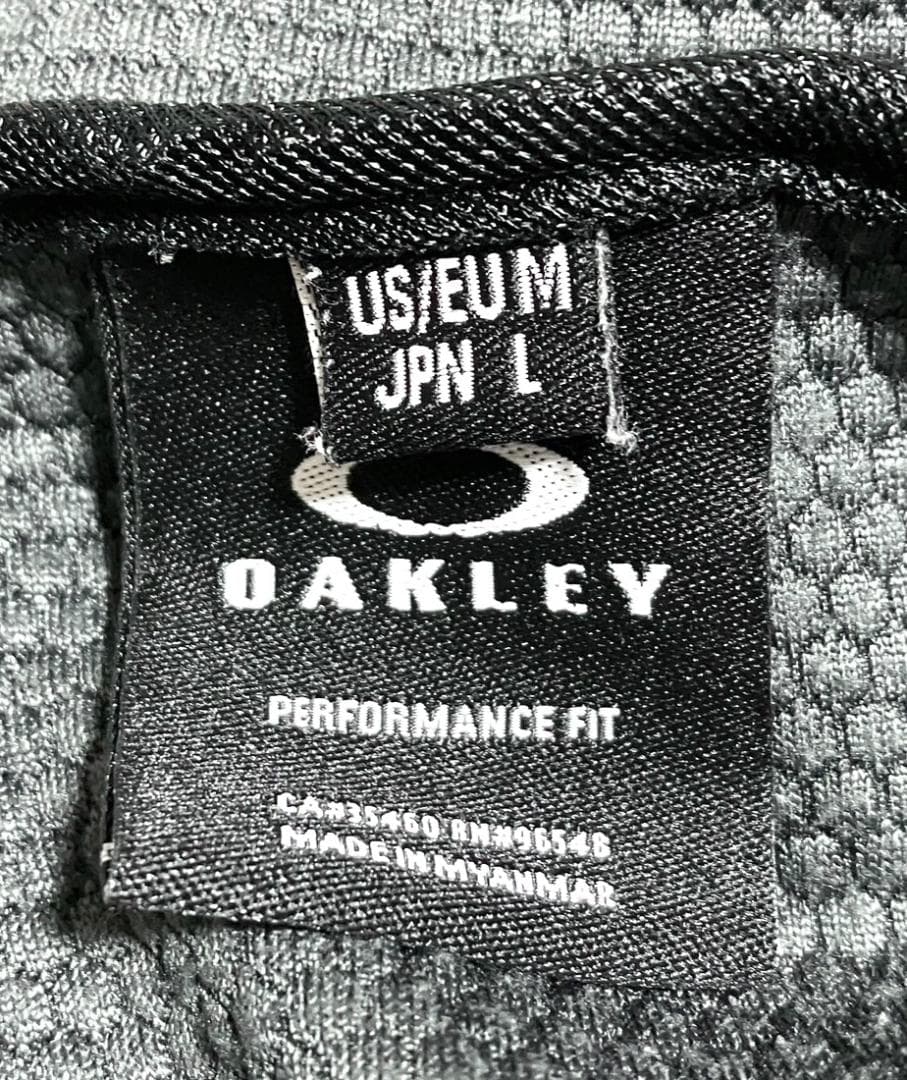 US/EU M
JPN L
OAKLEY
PERFORMANCE FIT
CA#35460 RN#96548
MADE IN MYANMAR